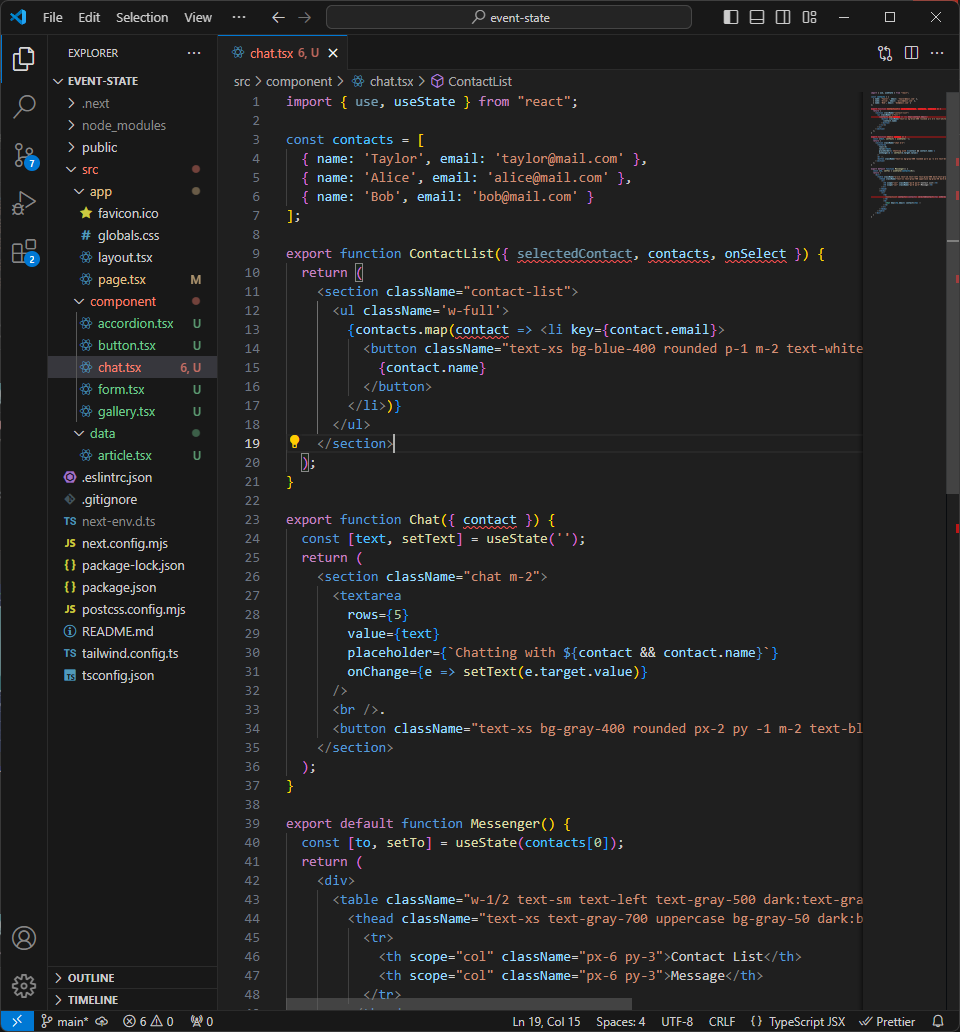 File Edit Selection View ··· event-state
EXPLORER ···
chat.tsx 6, U
EVENT-STATE
.next
node_modules
public
src
app
favicon.ico
globals.css
layout.tsx
page.tsx M
component
accordion.tsx U
button.tsx U
chat.tsx 6, U
form.tsx U
gallery.tsx U
data
article.tsx U
.eslintrc.json
.gitignore
TS next-env.d.ts
JS next.config.mjs
{} package-lock.json
{} package.json
JS postcss.config.mjs
README.md
TS tailwind.config.ts
TS tsconfig.json
OUTLINE
TIMELINE
7
2
src > component > chat.tsx > ContactList
1 import { use, useState } from "react";
2
3 const contacts = [
4 { name: 'Taylor', email: 'taylor@mail.com' },
5 { name: 'Alice', email: 'alice@mail.com' },
6 { name: 'Bob', email: 'bob@mail.com' }
7 ];
8
9 export function ContactList({ selectedContact, contacts, onSelect }) {
10 return (
11 <section className="contact-list">
12 <ul className='w-full'>
13 {contacts.map(contact => <li key={contact.email}>
14 <button className="text-xs bg-blue-400 rounded p-1 m-2 text-white
15 {contact.name}
16 </button>
17 </li>)}
18 </ul>
19 </section>
20 );
21 }
22
23 export function Chat({ contact }) {
24 const [text, setText] = useState('');
25 return (
26 <section className="chat m-2">
27 <textarea
28 rows={5}
29 value={text}
30 placeholder={`Chatting with ${contact && contact.name}`}
31 onChange={e => setText(e.target.value)}
32 />
33 <br />.
34 <button className="text-xs bg-gray-400 rounded px-2 py -1 m-2 text-bl
35 </section>
36 );
37 }
38
39 export default function Messenger() {
40 const [to, setTo] = useState(contacts[0]);
41 return (
42 <div>
43 <table className="w-1/2 text-sm text-left text-gray-500 dark:text-gra
44 <thead className="text-xs text-gray-700 uppercase bg-gray-50 dark:b
45 <tr>
46 <th scope="col" className="px-6 py-3">Contact List</th>
47 <th scope="col" className="px-6 py-3">Message</th>
48 </tr>
main* 6 0 0 Ln 19, Col 15 Spaces: 4 UTF-8 CRLF {} TypeScript JSX Prettier